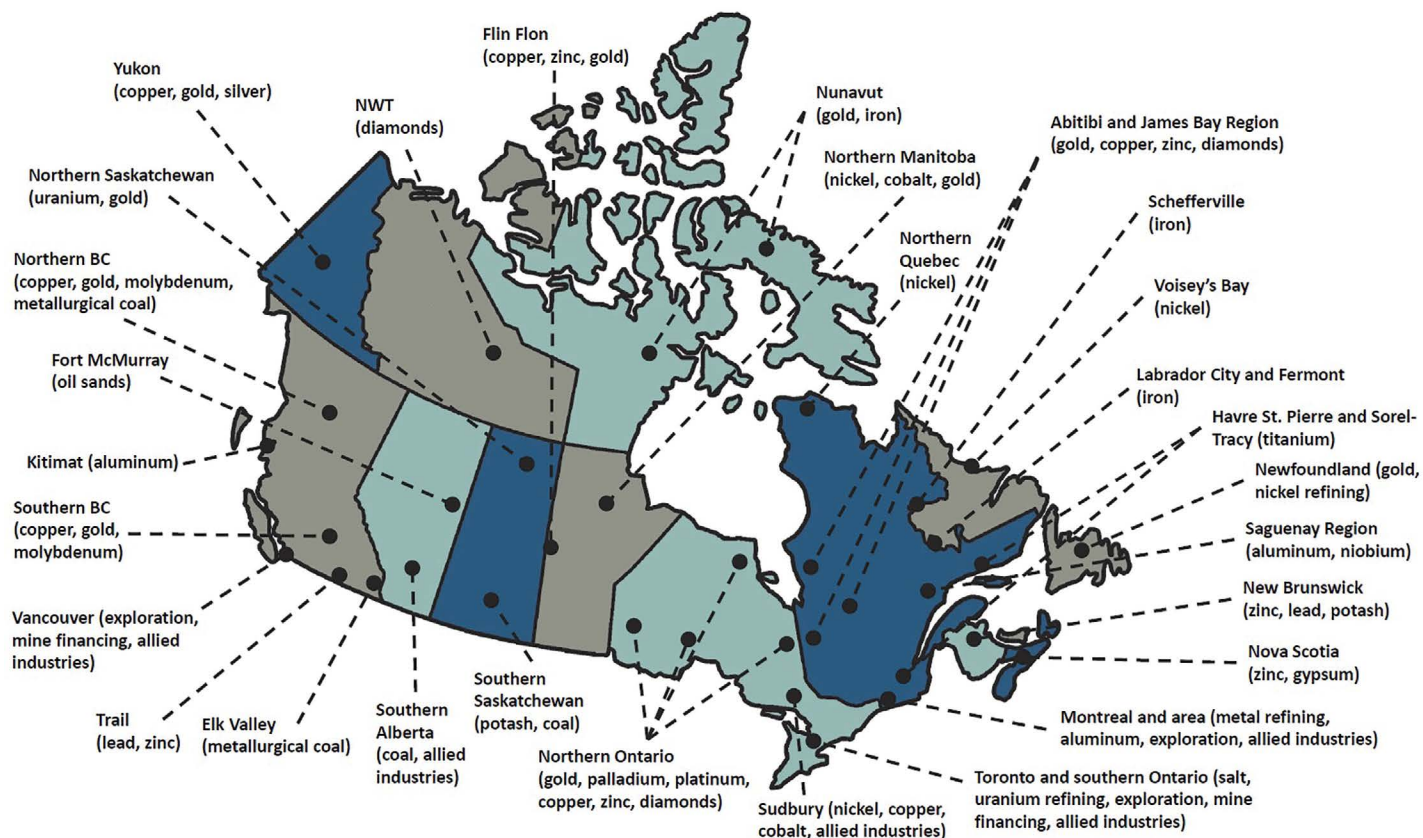 Flin Flon
(copper, zinc, gold)
Yukon
(copper, gold, silver)
NWT
(diamonds)
Nunavut
(gold, iron)
Abitibi and James Bay Region
(gold, copper, zinc, diamonds)
Northern Saskatchewan
(uranium, gold)
Northern Manitoba
(nickel, cobalt, gold)
Schefferville
(iron)
Northern BC
(copper, gold, molybdenum,
metallurgical coal)
Northern
Quebec
(nickel)
Voisey's Bay
(nickel)
Fort McMurray
(oil sands)
Labrador City and Fermont
(iron)
Havre St. Pierre and Sorel-
Tracy (titanium)
Kitimat (aluminum)
Newfoundland (gold,
nickel refining)
Southern BC
(copper, gold,
molybdenum)
Saguenay Region
(aluminum, niobium)
New Brunswick
(zinc, lead, potash)
Vancouver (exploration,
mine financing, allied
industries)
Nova Scotia
(zinc, gypsum)
Trail
(lead, zinc)
Elk Valley
(metallurgical coal)
Southern
Alberta
(coal, allied
industries)
Southern
Saskatchewan
(potash, coal)
Northern Ontario
(gold, palladium, platinum,
copper, zinc, diamonds)
Montreal and area (metal refining,
aluminum, exploration, allied industries)
Sudbury (nickel, copper,
cobalt, allied industries)
Toronto and southern Ontario (salt,
uranium refining, exploration, mine
financing, allied industries)